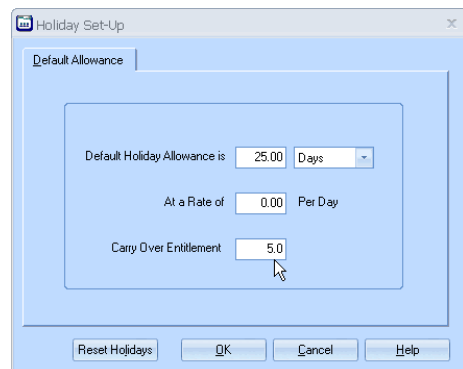 Holiday Set-Up
Default Allowance
Default Holiday Allowance is 25.00 Days
At a Rate of 0.00 Per Day
Carry Over Entitlement 5.0
Reset Holidays OK Cancel Help